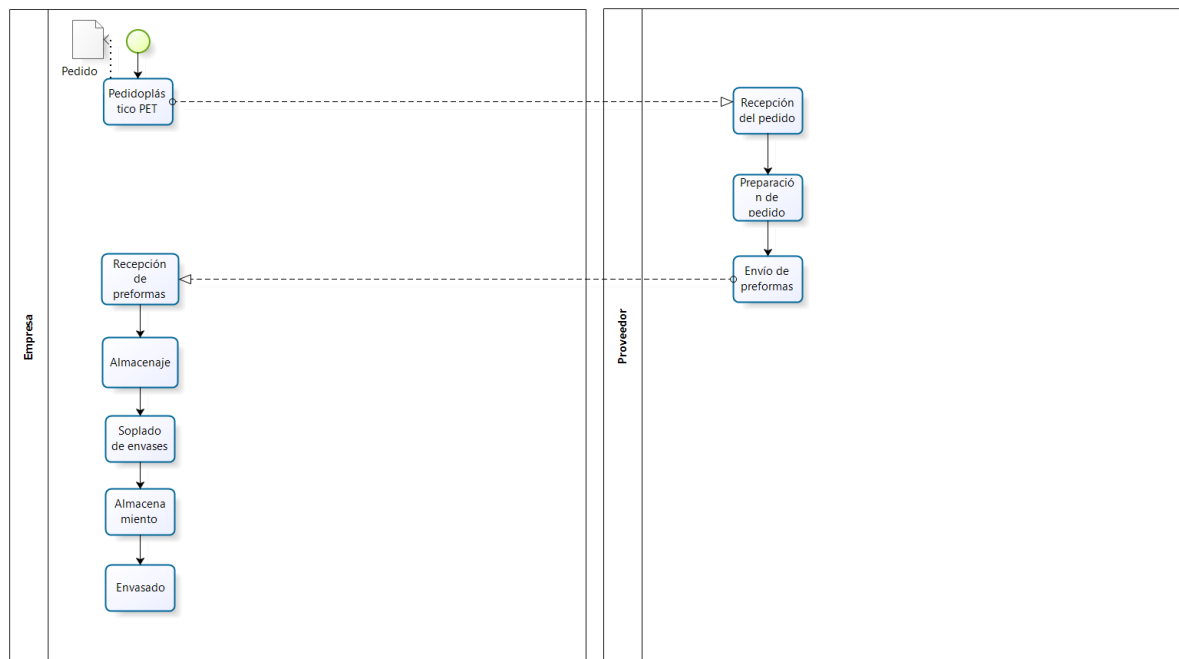 Pedido
Pedidoplás
tico PET
Recepción
de
preformas
Almacenaje
Soplado
de envases
Almacena
miento
Envasado
Empresa
Recepción
del pedido
Preparació
n de
pedido
Envío de
preformas
Proveedor